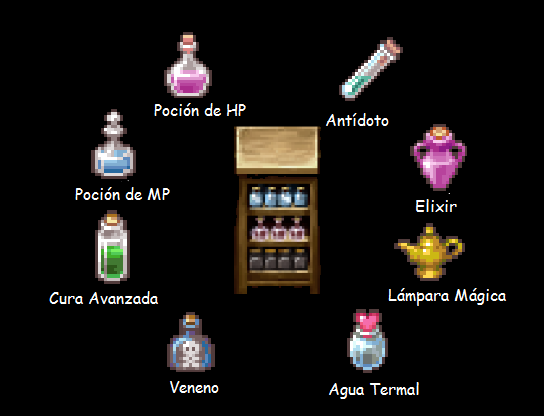 Poción de HP
Antídoto
Poción de MP
Elixir
Cura Avanzada
Lámpara Mágica
Veneno
Agua Termal